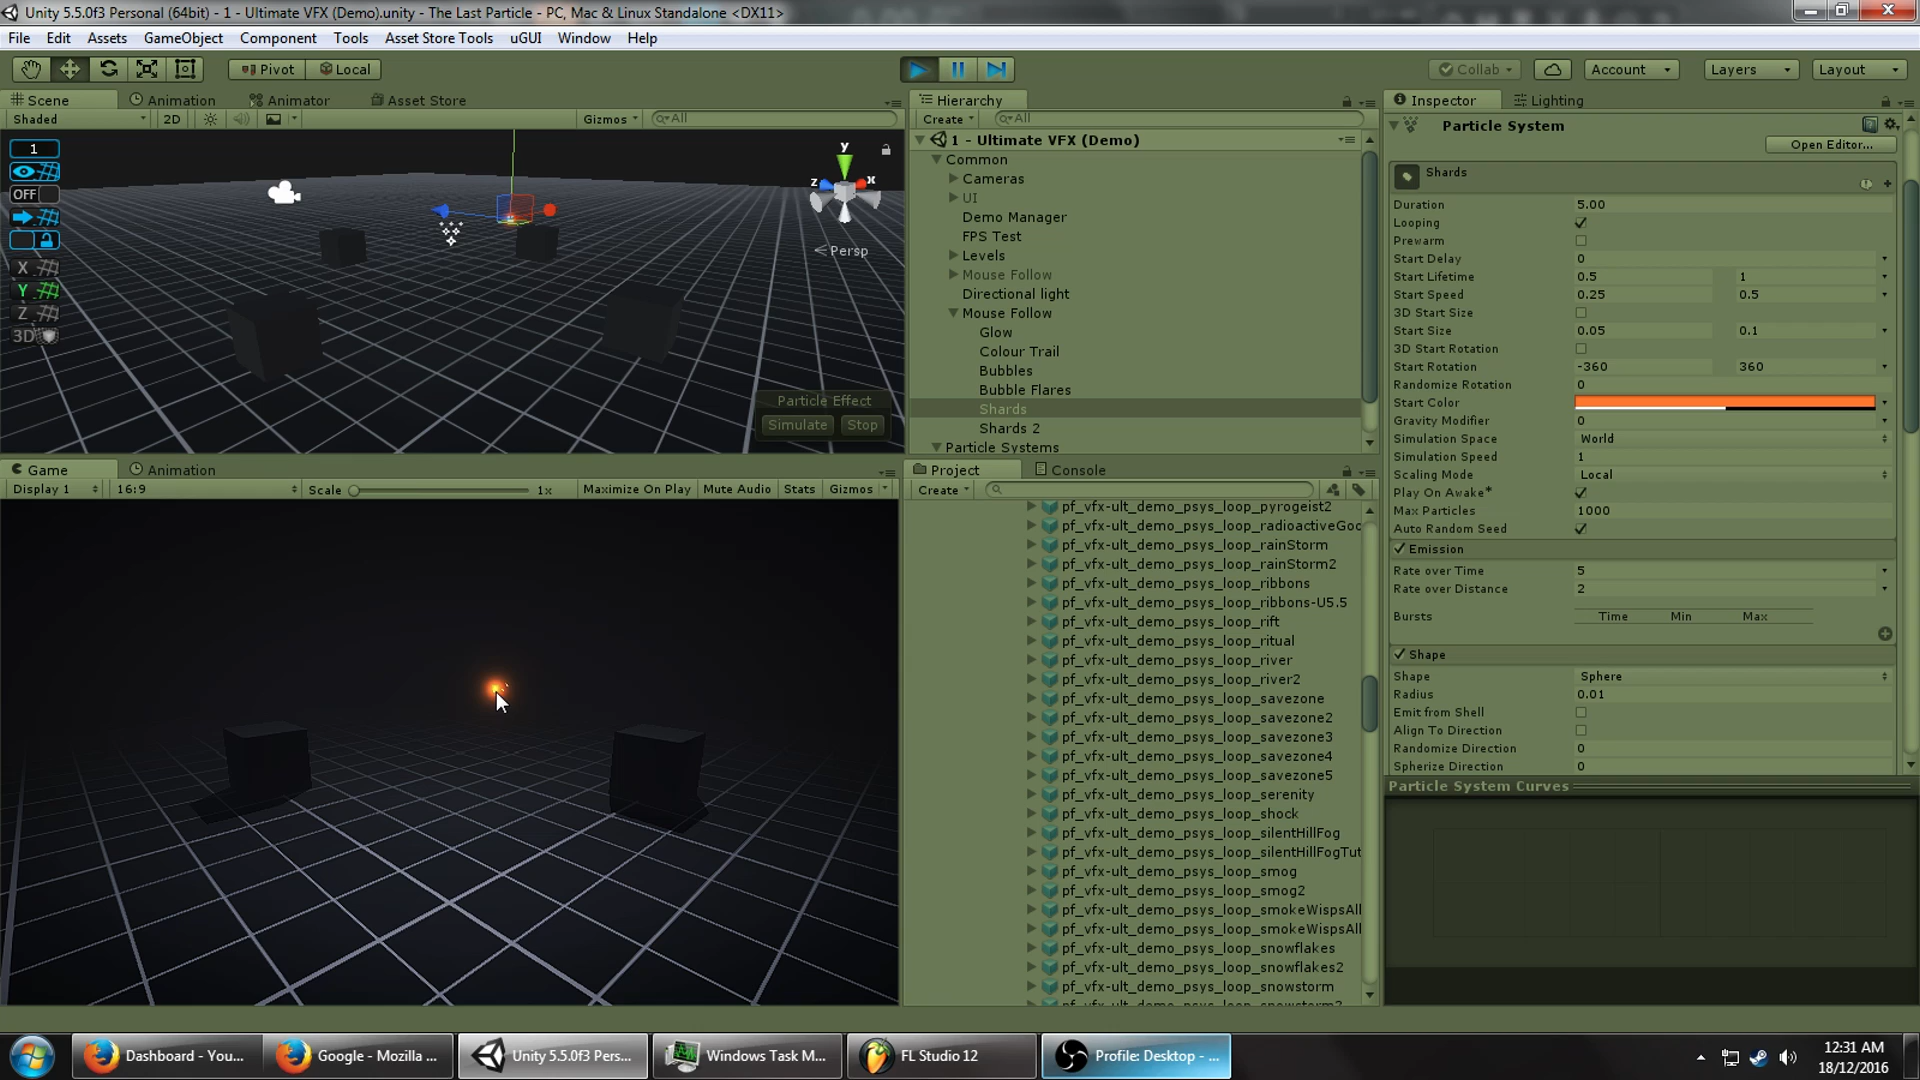 Unity 5.5.0f3 Personal (64bit) - 1 - Ultimate VFX (Demo).unity - The Last Particle - PC, Mac & Linux Standalone <DX11>
File Edit Assets GameObject Component Tools Asset Store Tools uGUI Window Help
Pivot Local Collab Account Layers Layout
Scene Animation Animator Asset Store
Shaded 2D Gizmos All
1
OFF
X
Y
Z
3D
y
z x
Persp
Particle Effect
Simulate Stop
Game Animation
Display 1 16:9 Scale 1x Maximize On Play Mute Audio Stats Gizmos
Hierarchy
Create All
1 - Ultimate VFX (Demo)
Common
Cameras
UI
Demo Manager
FPS Test
Levels
Mouse Follow
Directional light
Mouse Follow
Glow
Colour Trail
Bubbles
Bubble Flares
Shards
Shards 2
Particle Systems
Project Console
Create
pf_vfx-ult_demo_psys_loop_pyrogeist2
pf_vfx-ult_demo_psys_loop_radioactiveGoo
pf_vfx-ult_demo_psys_loop_rainStorm
pf_vfx-ult_demo_psys_loop_rainStorm2
pf_vfx-ult_demo_psys_loop_ribbons
pf_vfx-ult_demo_psys_loop_ribbons-U5.5
pf_vfx-ult_demo_psys_loop_rift
pf_vfx-ult_demo_psys_loop_ritual
pf_vfx-ult_demo_psys_loop_river
pf_vfx-ult_demo_psys_loop_river2
pf_vfx-ult_demo_psys_loop_savezone
pf_vfx-ult_demo_psys_loop_savezone2
pf_vfx-ult_demo_psys_loop_savezone3
pf_vfx-ult_demo_psys_loop_savezone4
pf_vfx-ult_demo_psys_loop_savezone5
pf_vfx-ult_demo_psys_loop_serenity
pf_vfx-ult_demo_psys_loop_shock
pf_vfx-ult_demo_psys_loop_silentHillFog
pf_vfx-ult_demo_psys_loop_silentHillFogTut
pf_vfx-ult_demo_psys_loop_smog
pf_vfx-ult_demo_psys_loop_smog2
pf_vfx-ult_demo_psys_loop_smokeWispsAll
pf_vfx-ult_demo_psys_loop_smokeWispsAll
pf_vfx-ult_demo_psys_loop_snowflakes
pf_vfx-ult_demo_psys_loop_snowflakes2
pf_vfx-ult_demo_psys_loop_snowstorm
Inspector Lighting
Particle System
Open Editor...
Shards
Duration 5.00
Looping
Prewarm
Start Delay 0
Start Lifetime 0.5 1
Start Speed 0.25 0.5
3D Start Size
Start Size 0.05 0.1
3D Start Rotation
Start Rotation -360 360
Randomize Rotation 0
Start Color
Gravity Modifier 0
Simulation Space World
Simulation Speed 1
Scaling Mode Local
Play On Awake*
Max Particles 1000
Auto Random Seed
Emission
Rate over Time 5
Rate over Distance 2
Bursts Time Min Max
Shape
Shape Sphere
Radius 0.01
Emit from Shell
Align To Direction
Randomize Direction 0
Spherize Direction 0
Particle System Curves
Dashboard - You... Google - Mozilla ... Unity 5.5.0f3 Pers... Windows Task M... FL Studio 12 Profile: Desktop - ...
12:31 AM
18/12/2016